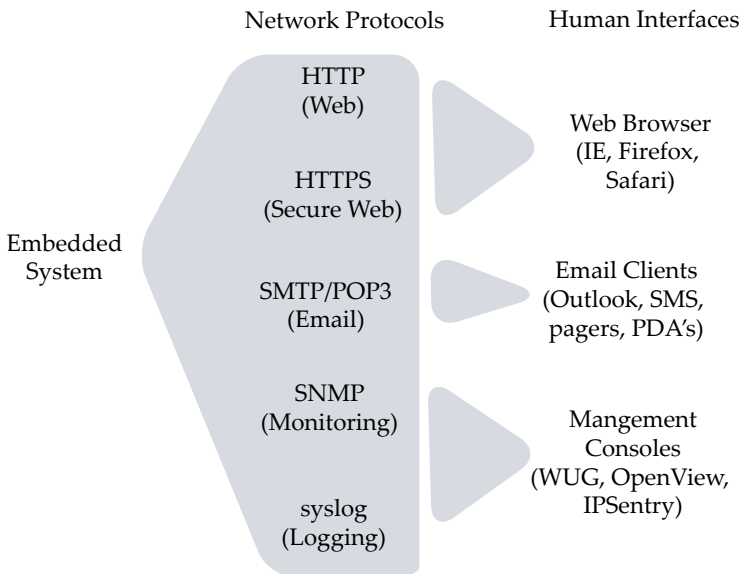 Network Protocols
Human Interfaces
Embedded
System
HTTP
(Web)
HTTPS
(Secure Web)
SMTP/POP3
(Email)
SNMP
(Monitoring)
syslog
(Logging)
Web Browser
(IE, Firefox,
Safari)
Email Clients
(Outlook, SMS,
pagers, PDA's)
Mangement
Consoles
(WUG, OpenView,
IPSentry)